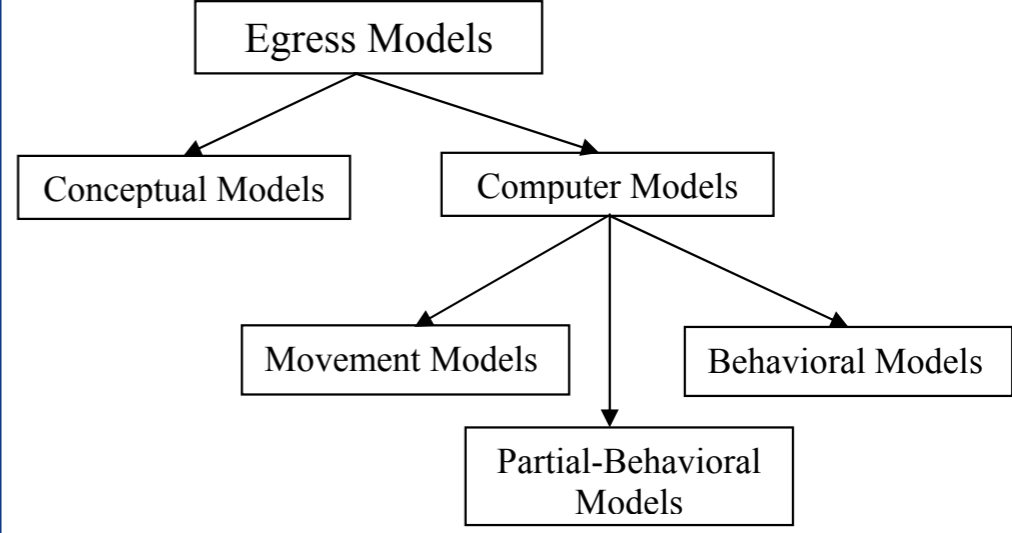 Egress Models
Conceptual Models
Computer Models
Movement Models
Behavioral Models
Partial-Behavioral
Models